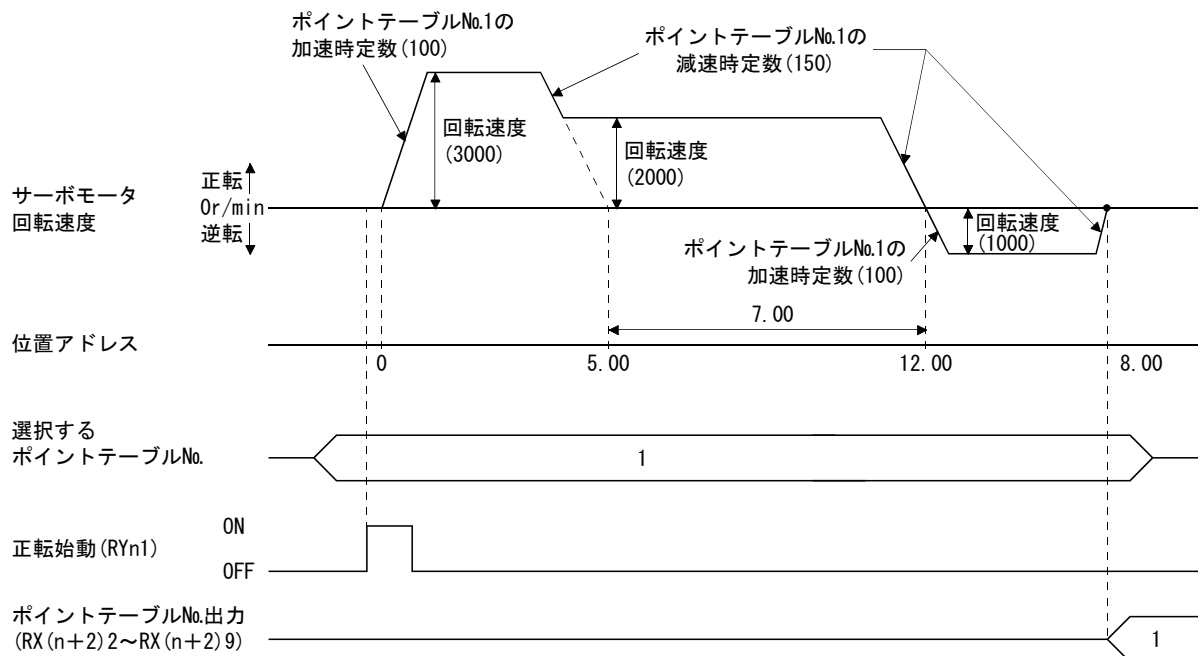 ポイントテーブル№1の
加速時定数(100)
ポイントテーブル№1の
減速時定数(150)
回転速度
(3000)
回転速度
(2000)
サーボモータ
回転速度
正転
0r/min
逆転
回転速度
(1000)
ポイントテーブル№1の
加速時定数(100)
7.00
位置アドレス
0
5.00
12.00
8.00
選択する
ポイントテーブル№
1
正転始動(RYn1)
ON
OFF
ポイントテーブル№出力
(RX(n+2)2～RX(n+2)9)
1